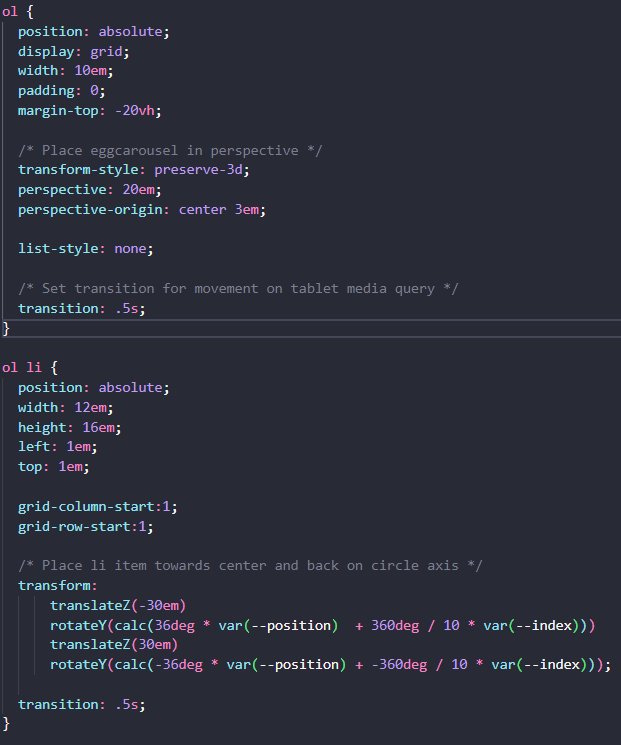 ol {
position: absolute;
display: grid;
width: 10em;
padding: 0;
margin-top: -20vh;
/* Place eggcarousel in perspective */
transform-style: preserve-3d;
perspective: 20em;
perspective-origin: center 3em;
list-style: none;
/* Set transition for movement on tablet media query */
transition: .5s;
}
ol li {
position: absolute;
width: 12em;
height: 16em;
left: 1em;
top: 1em;
grid-column-start:1;
grid-row-start:1;
/* Place li item towards center and back on circle axis */
transform:
translateZ(-30em)
rotateY(calc(36deg * var(--position)  + 360deg / 10 * var(--index)))
translateZ(30em)
rotateY(calc(-36deg * var(--position) + -360deg / 10 * var(--index)));
transition: .5s;
}